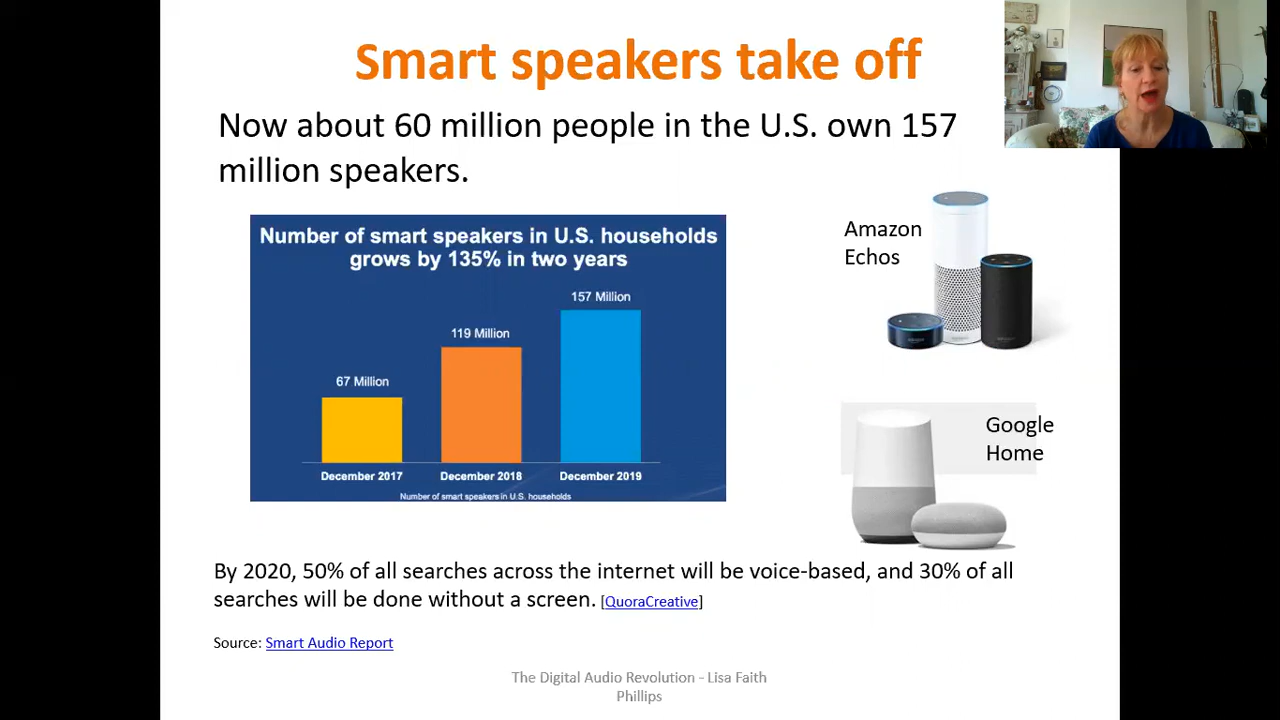 Smart speakers take off
Now about 60 million people in the U.S. own 157
million speakers.
Number of smart speakers in U.S. households
grows by 135% in two years
157 Million
119 Million
67 Million
December 2017
December 2018
December 2019
Number of smart speakers in U.S. households
Amazon
Echos
Google
Home
By 2020, 50% of all searches across the internet will be voice-based, and 30% of all
searches will be done without a screen. [QuoraCreative]
Source: Smart Audio Report
The Digital Audio Revolution - Lisa Faith
Phillips